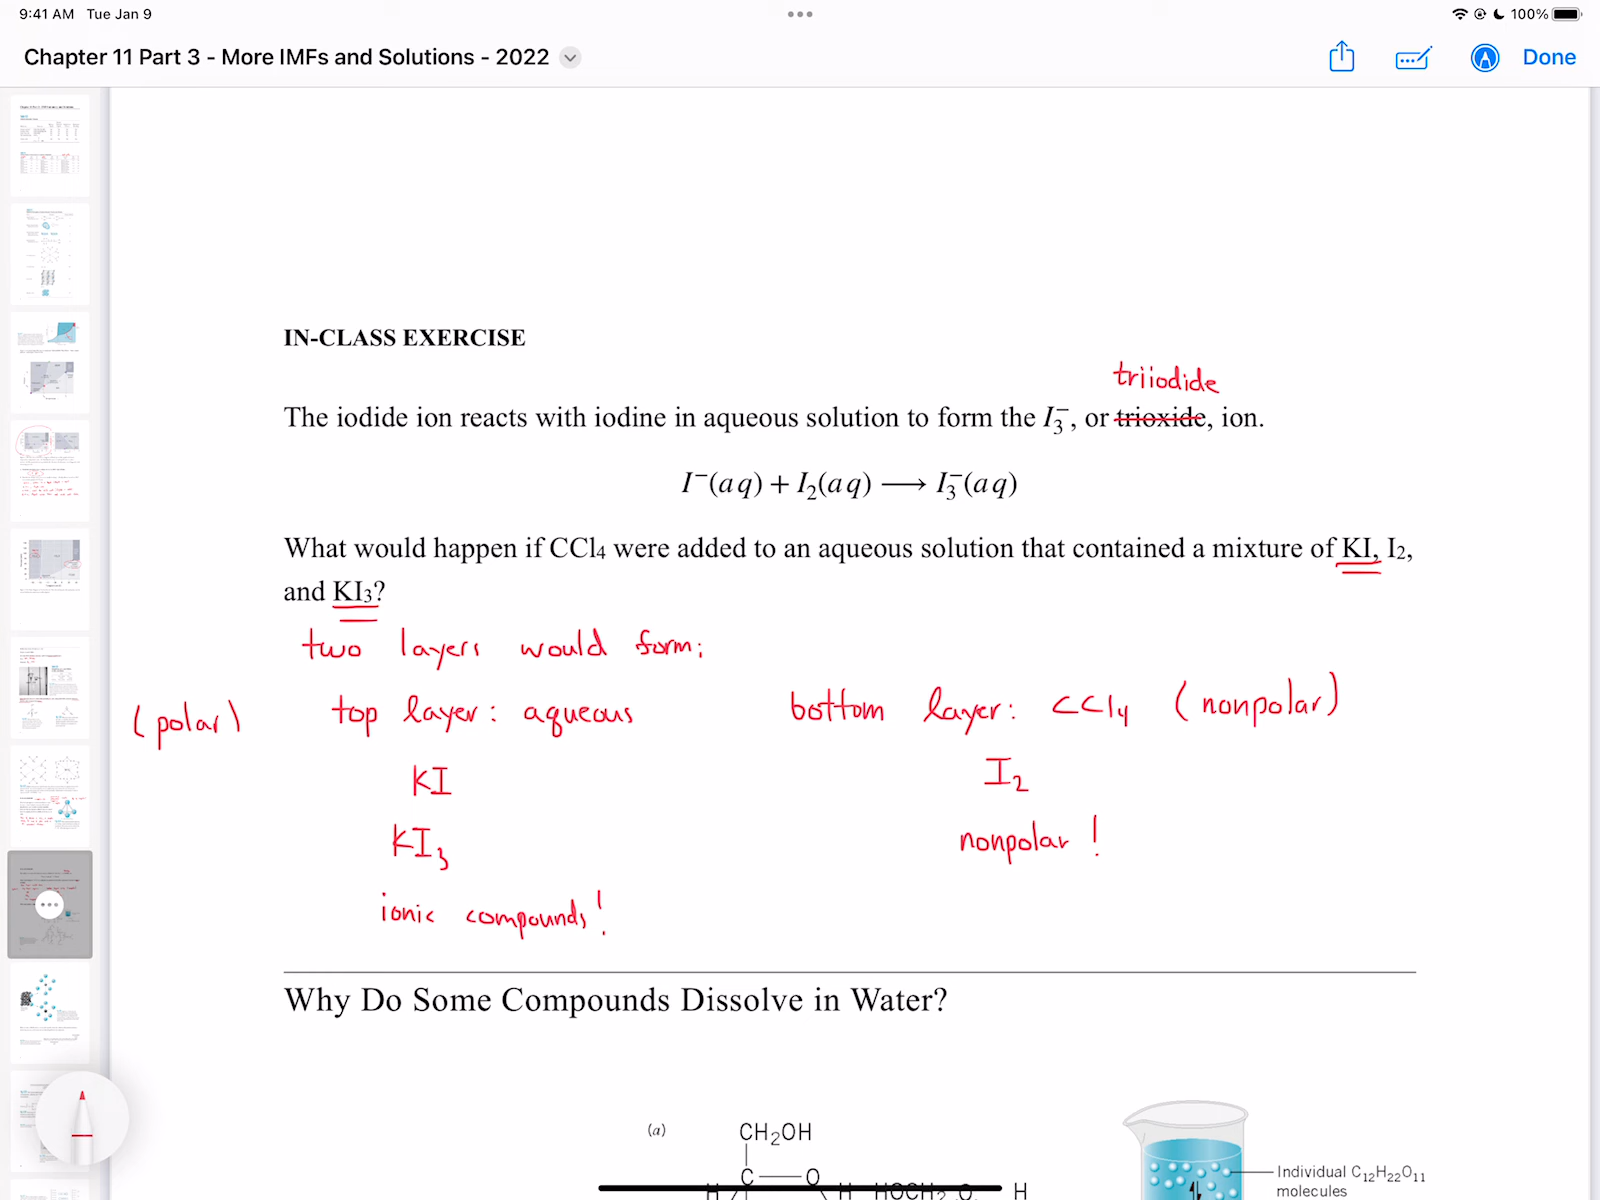 9:41 AM Tue Jan 9
100%
Chapter 11 Part 3 - More IMFs and Solutions - 2022
Done
IN-CLASS EXERCISE
triiodide
The iodide ion reacts with iodine in aqueous solution to form the I₃⁻, or trioxide, ion.
I⁻(aq) + I₂(aq) ⟶ I₃⁻(aq)
What would happen if CCl₄ were added to an aqueous solution that contained a mixture of KI, I₂,
and KI₃?
two layers would form:
(polar) top layer: aqueous
bottom layer: CCl₄ (nonpolar)
KI
I₂
KI₃
nonpolar!
ionic compounds!
Why Do Some Compounds Dissolve in Water?
(a)
CH₂OH
C O
H H HOCH₂ O H
Individual C₁₂H₂₂O₁₁
molecules